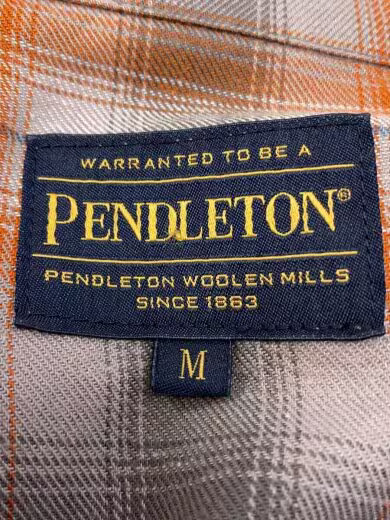 WARRANTED TO BE A
PENDLETON®
PENDLETON WOOLEN MILLS
SINCE 1863
M